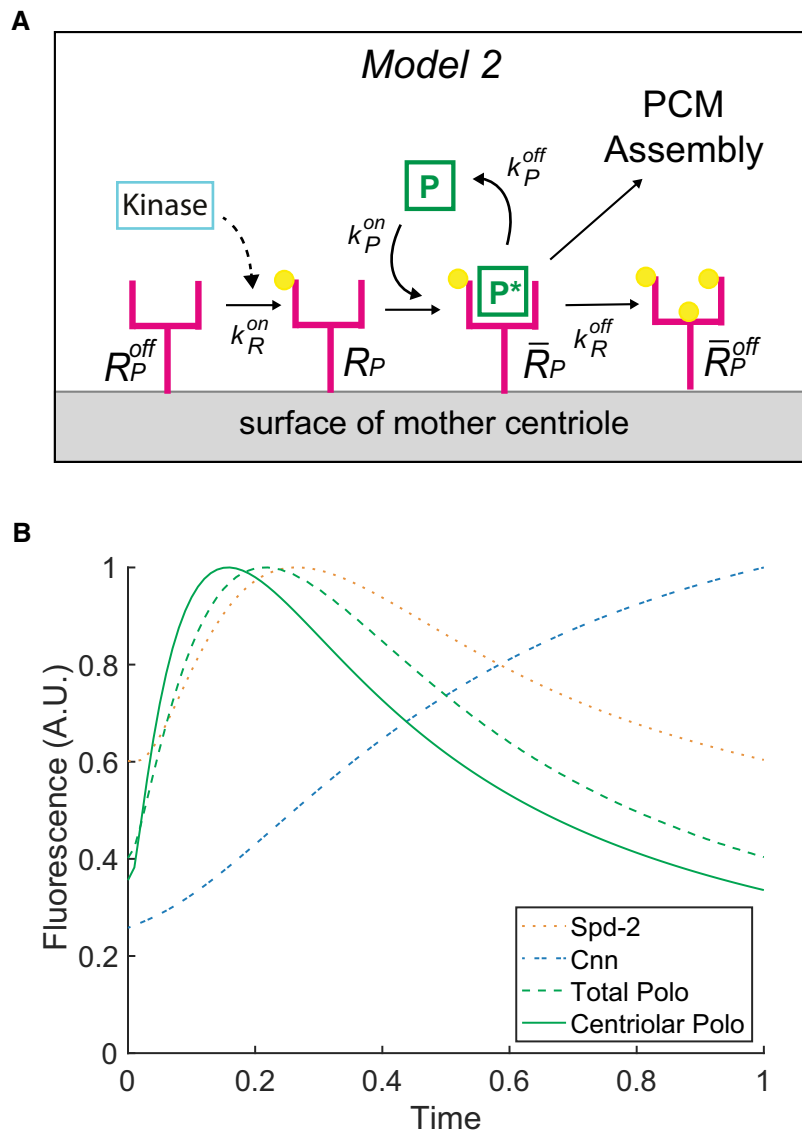 A
Model 2
PCM
Assembly
Kinase
P
k_P^off
k_P^on
P*
k_R^on
k_R^off
R_P^off
R_P
R̄_P
R̄_P^off
surface of mother centriole
B
Fluorescence (A.U.)
1
0.8
0.6
0.4
0.2
0
0
0.2
0.4
0.6
0.8
1
Time
Spd-2
Cnn
Total Polo
Centriolar Polo